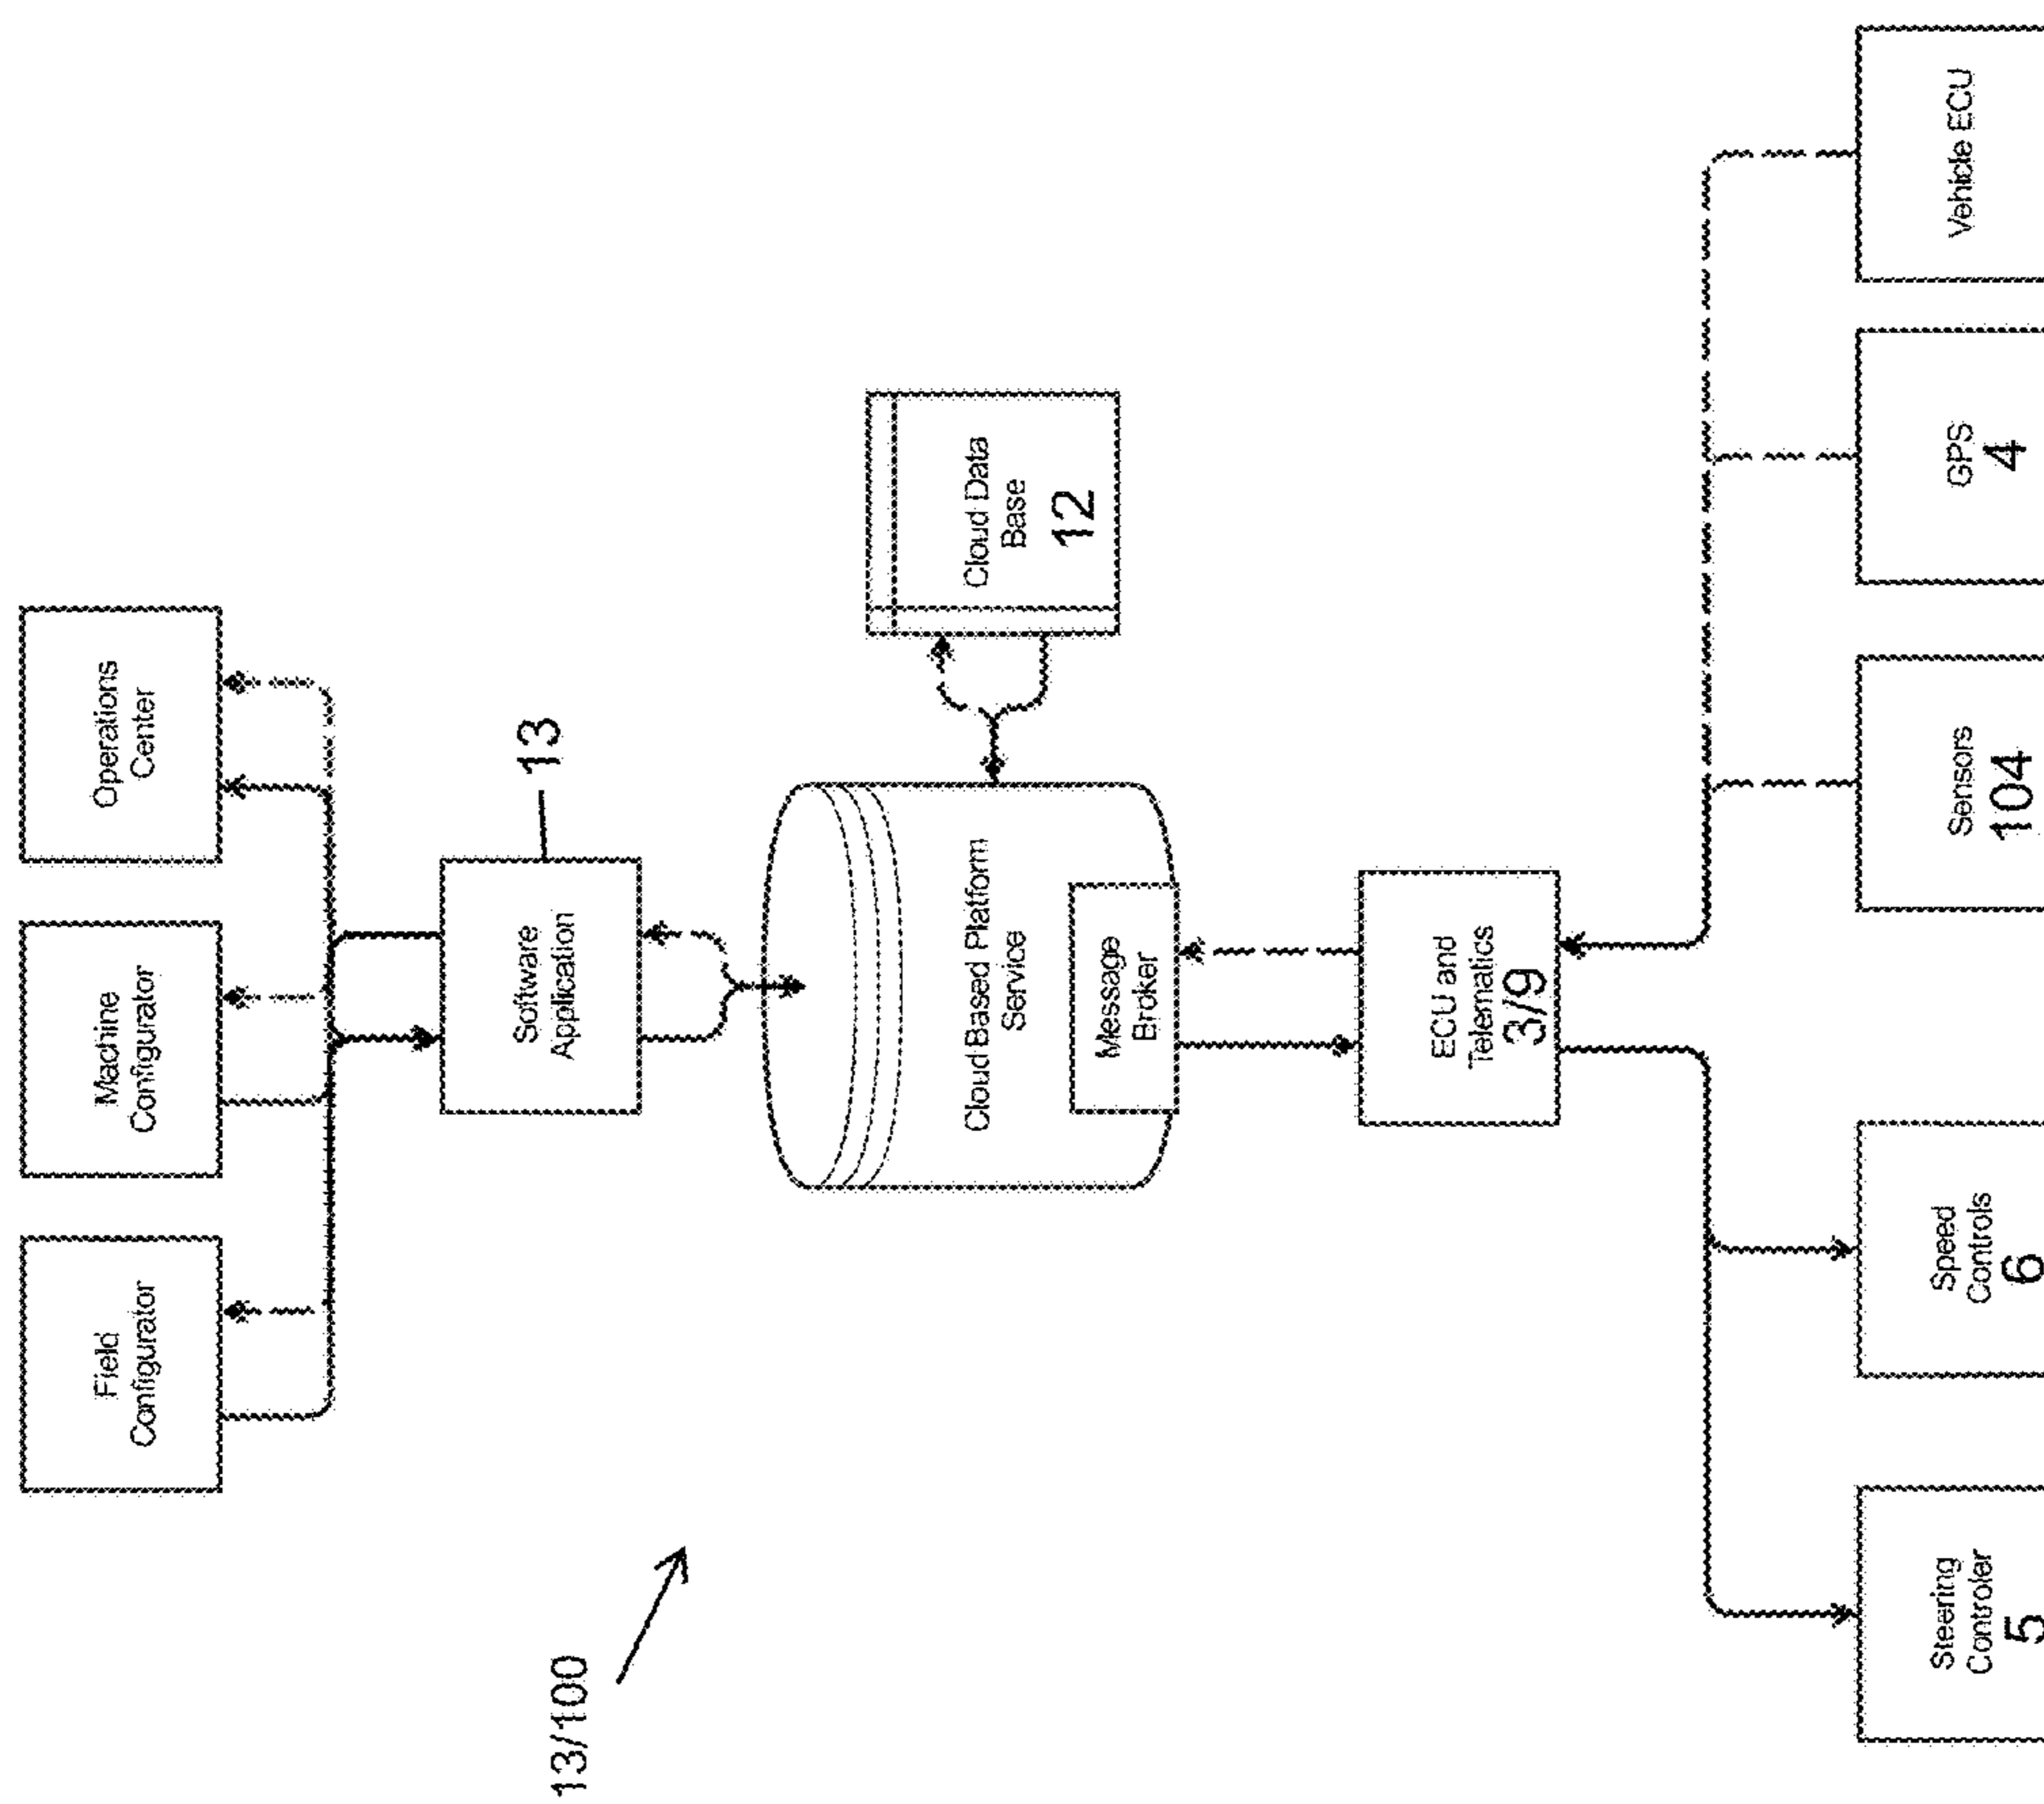 Field
Configurator
Machine
Configurator
Operations
Center
13/100
Software
Application
13
Cloud Based Platform
Service
Message
Broker
Cloud Data
Base
12
ECU and
Telematics
3/9
Steering
Controler
5
Speed
Controls
6
Sensors
104
GPS
4
Vehicle ECU